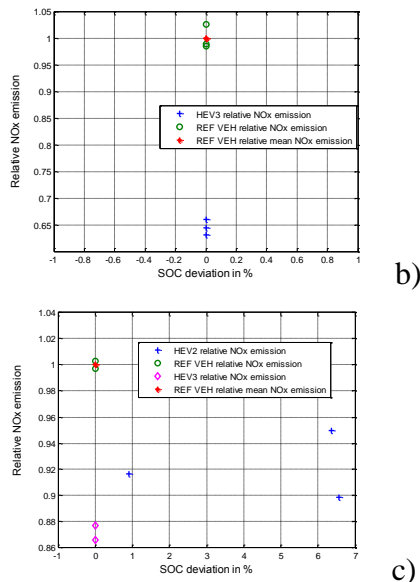 1.05
1
0.95
0.9
0.85
0.8
0.75
0.7
0.65
Relative NOx emission
HEV3 relative NOx emission
REF VEH relative NOx emission
REF VEH relative mean NOx emission
-1 -0.8 -0.6 -0.4 -0.2 0 0.2 0.4 0.6 0.8 1
SOC deviation in %
b)
1.04
1.02
1
0.98
0.96
0.94
0.92
0.9
0.88
0.86
Relative NOx emission
HEV2 relative NOx emission
REF VEH relative NOx emission
HEV3 relative NOx emission
REF VEH relative mean NOx emission
-1 0 1 2 3 4 5 6 7
SOC deviation in %
c)